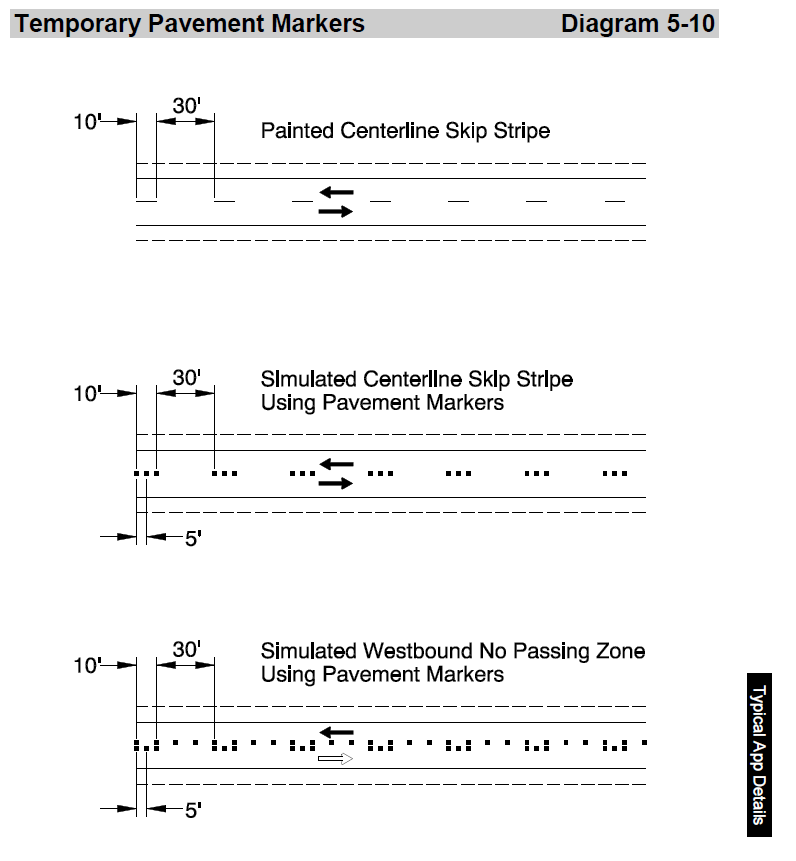 Temporary Pavement Markers Diagram 5-10
10' 30' Painted Centerline Skip Stripe
10' 30' Simulated Centerline Skip Stripe
Using Pavement Markers
5'
10' 30' Simulated Westbound No Passing Zone
Using Pavement Markers
5'
Typical App Details